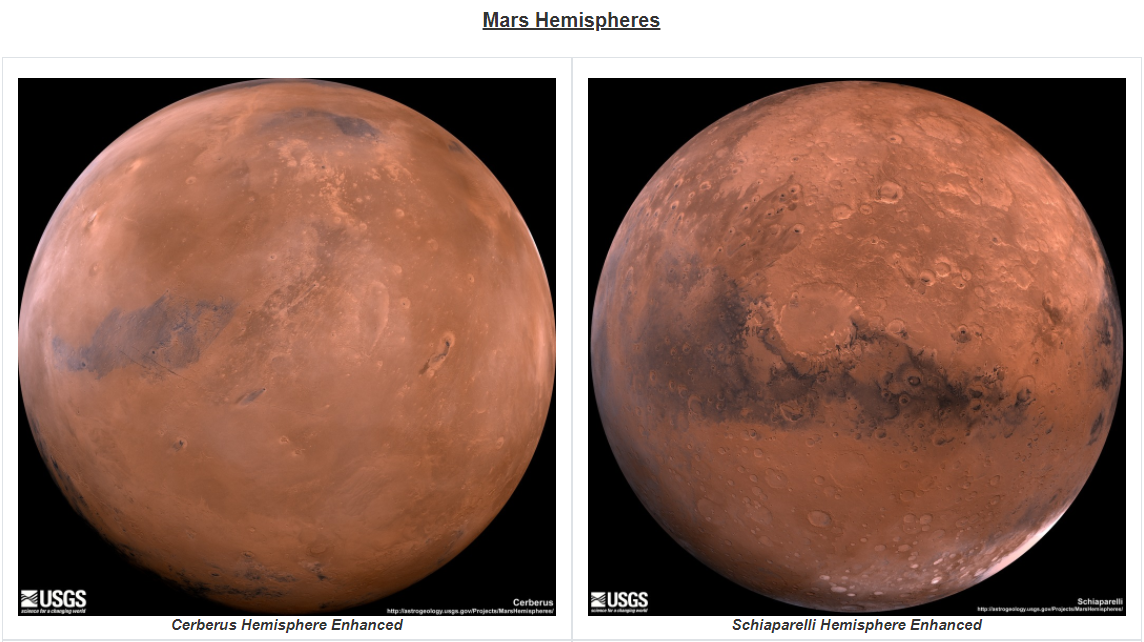 Mars Hemispheres
USGS
science for a changing world
Cerberus
http://astrogeology.usgs.gov/Projects/MarsHemispheres/
Cerberus Hemisphere Enhanced
USGS
science for a changing world
Schiaparelli
http://astrogeology.usgs.gov/Projects/MarsHemispheres/
Schiaparelli Hemisphere Enhanced